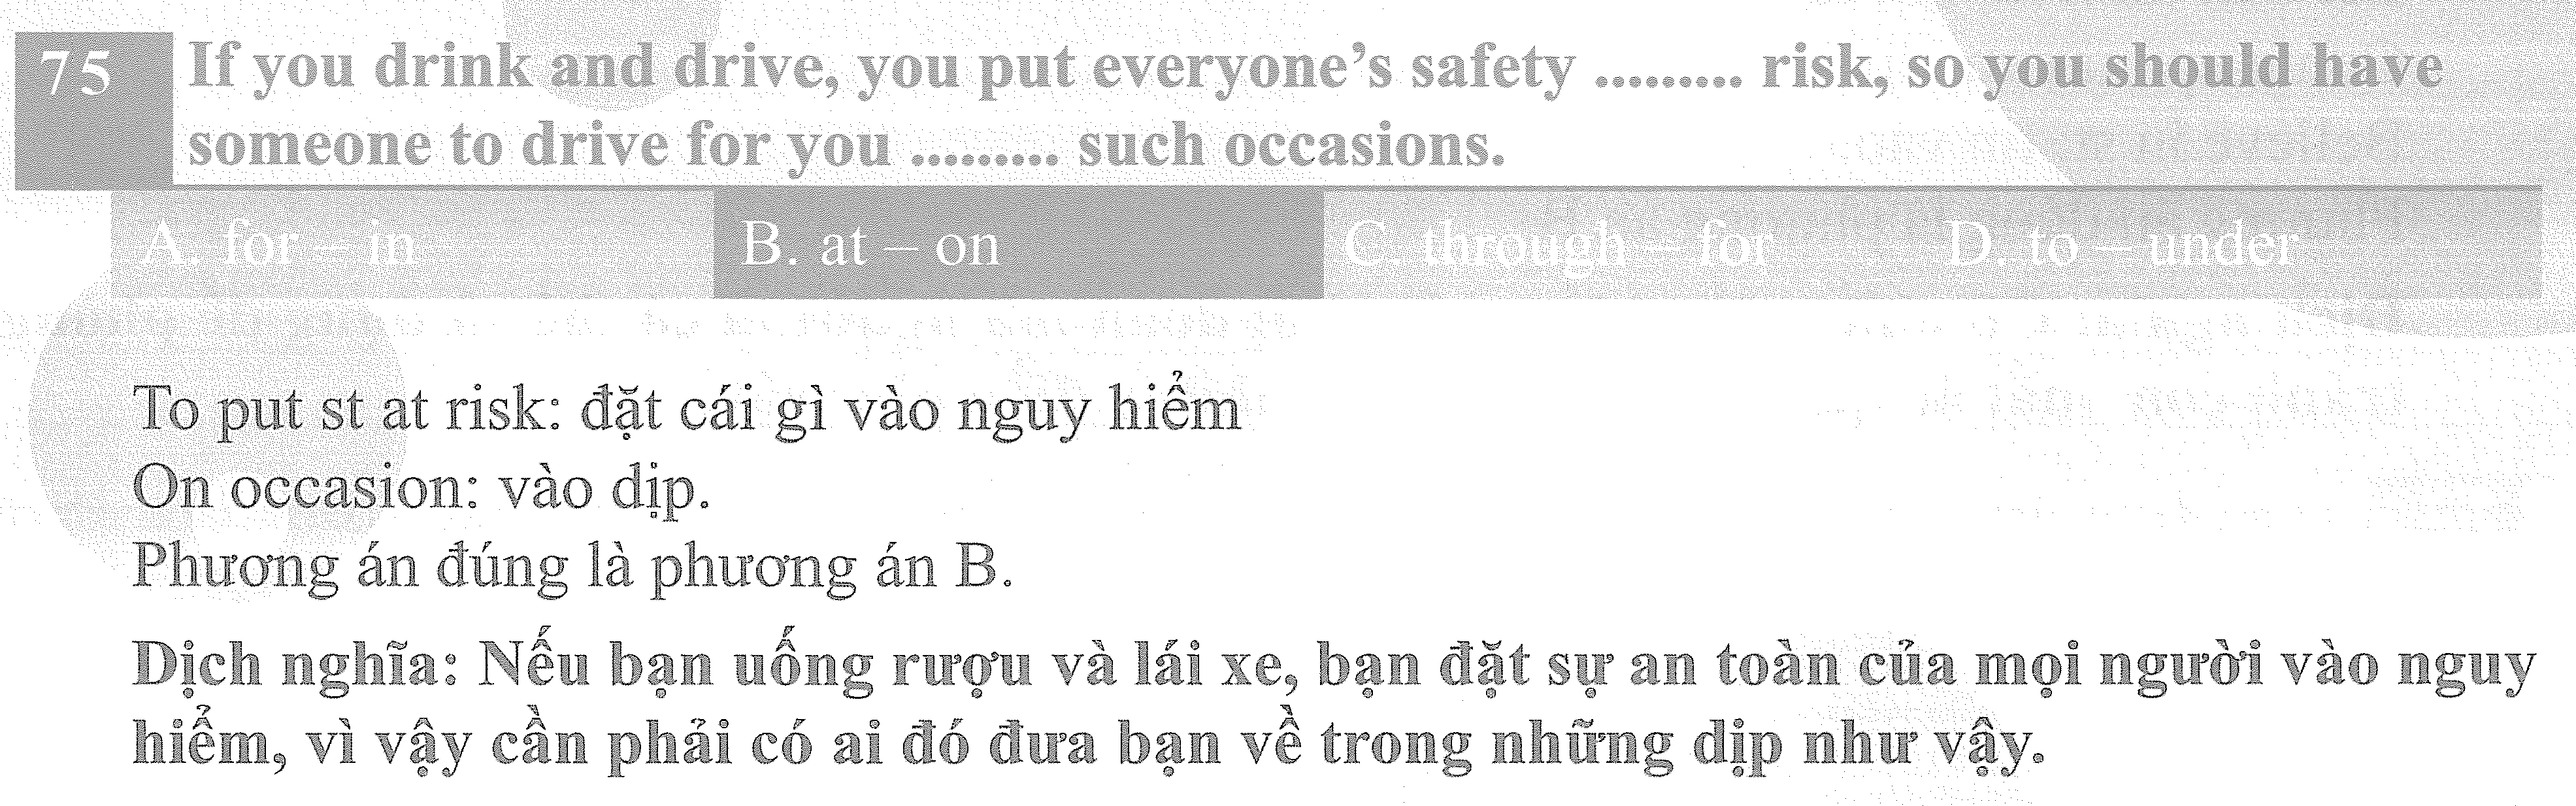 75 If you drink and drive, you put everyone's safety ......... risk, so you should have
someone to drive for you ......... such occasions.
A. for – in B. at – on C. through – for D. to – under
To put st at risk: đặt cái gì vào nguy hiểm
On occasion: vào dịp.
Phương án đúng là phương án B.
Dịch nghĩa: Nếu bạn uống rượu và lái xe, bạn đặt sự an toàn của mọi người vào nguy
hiểm, vì vậy cần phải có ai đó đưa bạn về trong những dịp như vậy.